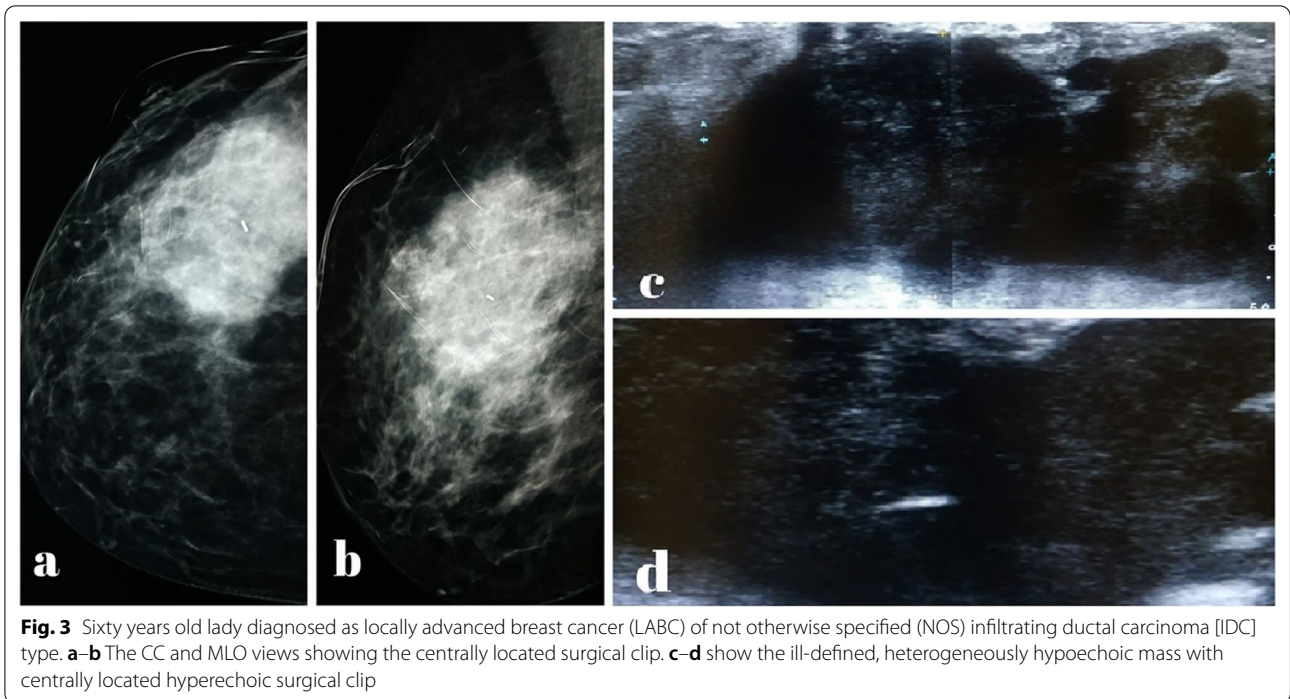 a
b
c
d
Fig. 3 Sixty years old lady diagnosed as locally advanced breast cancer (LABC) of not otherwise specified (NOS) infiltrating ductal carcinoma [IDC]
type. a–b The CC and MLO views showing the centrally located surgical clip. c–d show the ill-defined, heterogeneously hypoechoic mass with
centrally located hyperechoic surgical clip